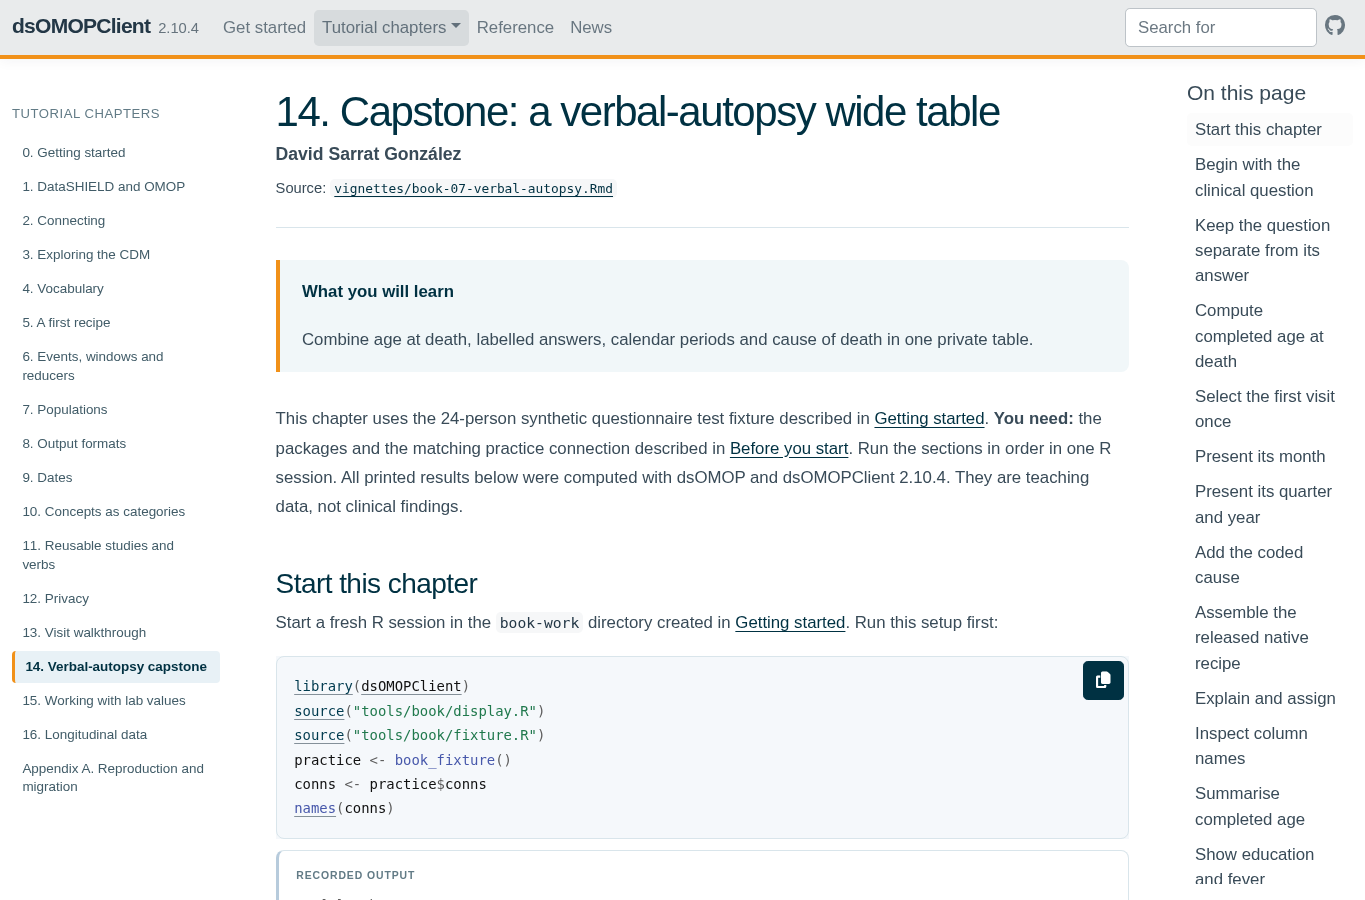 dsOMOPClient 2.10.4 Get started Tutorial chapters Reference News Search for
TUTORIAL CHAPTERS
0. Getting started
1. DataSHIELD and OMOP
2. Connecting
3. Exploring the CDM
4. Vocabulary
5. A first recipe
6. Events, windows and
reducers
7. Populations
8. Output formats
9. Dates
10. Concepts as categories
11. Reusable studies and
verbs
12. Privacy
13. Visit walkthrough
14. Verbal-autopsy capstone
15. Working with lab values
16. Longitudinal data
Appendix A. Reproduction and
migration
14. Capstone: a verbal-autopsy wide table
David Sarrat González
Source: vignettes/book-07-verbal-autopsy.Rmd
What you will learn
Combine age at death, labelled answers, calendar periods and cause of death in one private table.
This chapter uses the 24-person synthetic questionnaire test fixture described in Getting started. You need: the
packages and the matching practice connection described in Before you start. Run the sections in order in one R
session. All printed results below were computed with dsOMOP and dsOMOPClient 2.10.4. They are teaching
data, not clinical findings.
Start this chapter
Start a fresh R session in the book-work directory created in Getting started. Run this setup first:
library(dsOMOPClient)
source("tools/book/display.R")
source("tools/book/fixture.R")
practice <- book_fixture()
conns <- practice$conns
names(conns)
RECORDED OUTPUT
On this page
Start this chapter
Begin with the
clinical question
Keep the question
separate from its
answer
Compute
completed age at
death
Select the first visit
once
Present its month
Present its quarter
and year
Add the coded
cause
Assemble the
released native
recipe
Explain and assign
Inspect column
names
Summarise
completed age
Show education
and fever